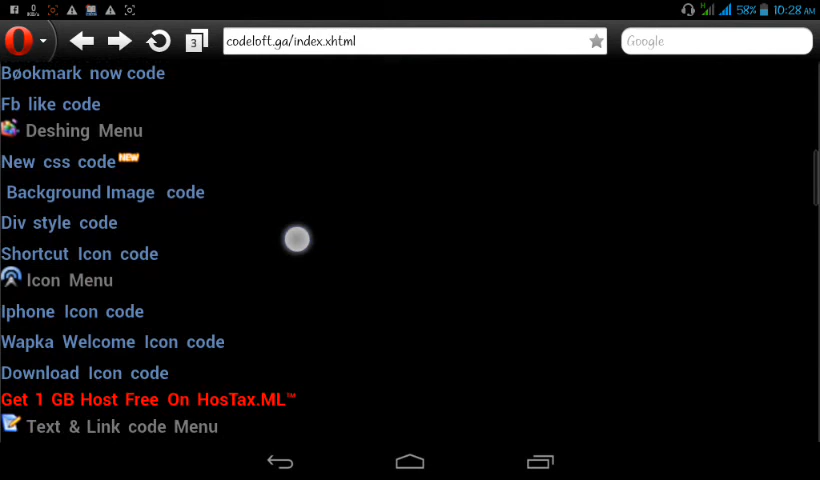 58% 10:28 AM
3 codeloft.ga/index.xhtml Google
Bøokmark now code
Fb like code
Deshing Menu
New css code NEW
Background Image code
Div style code
Shortcut Icon code
Icon Menu
Iphone Icon code
Wapka Welcome Icon code
Download Icon code
Get 1 GB Host Free On HosTax.ML™
Text & Link code Menu